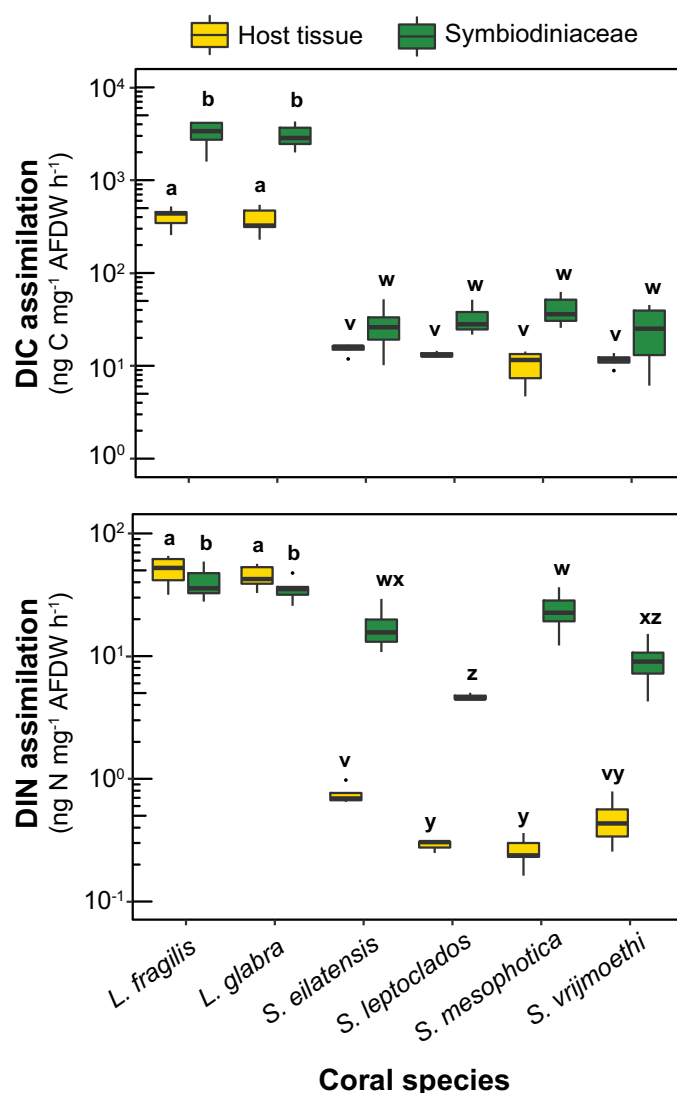 Host tissue Symbiodiniaceae
DIC assimilation
(ng C mg⁻¹ AFDW h⁻¹)
10⁴
10³
10²
10¹
10⁰
a b a b v w v w v w v w
DIN assimilation
(ng N mg⁻¹ AFDW h⁻¹)
10²
10¹
10⁰
10⁻¹
a b a b v wx y z y w vy xz
L. fragilis
L. glabra
S. eilatensis
S. leptoclados
S. mesophotica
S. vrijmoethi
Coral species